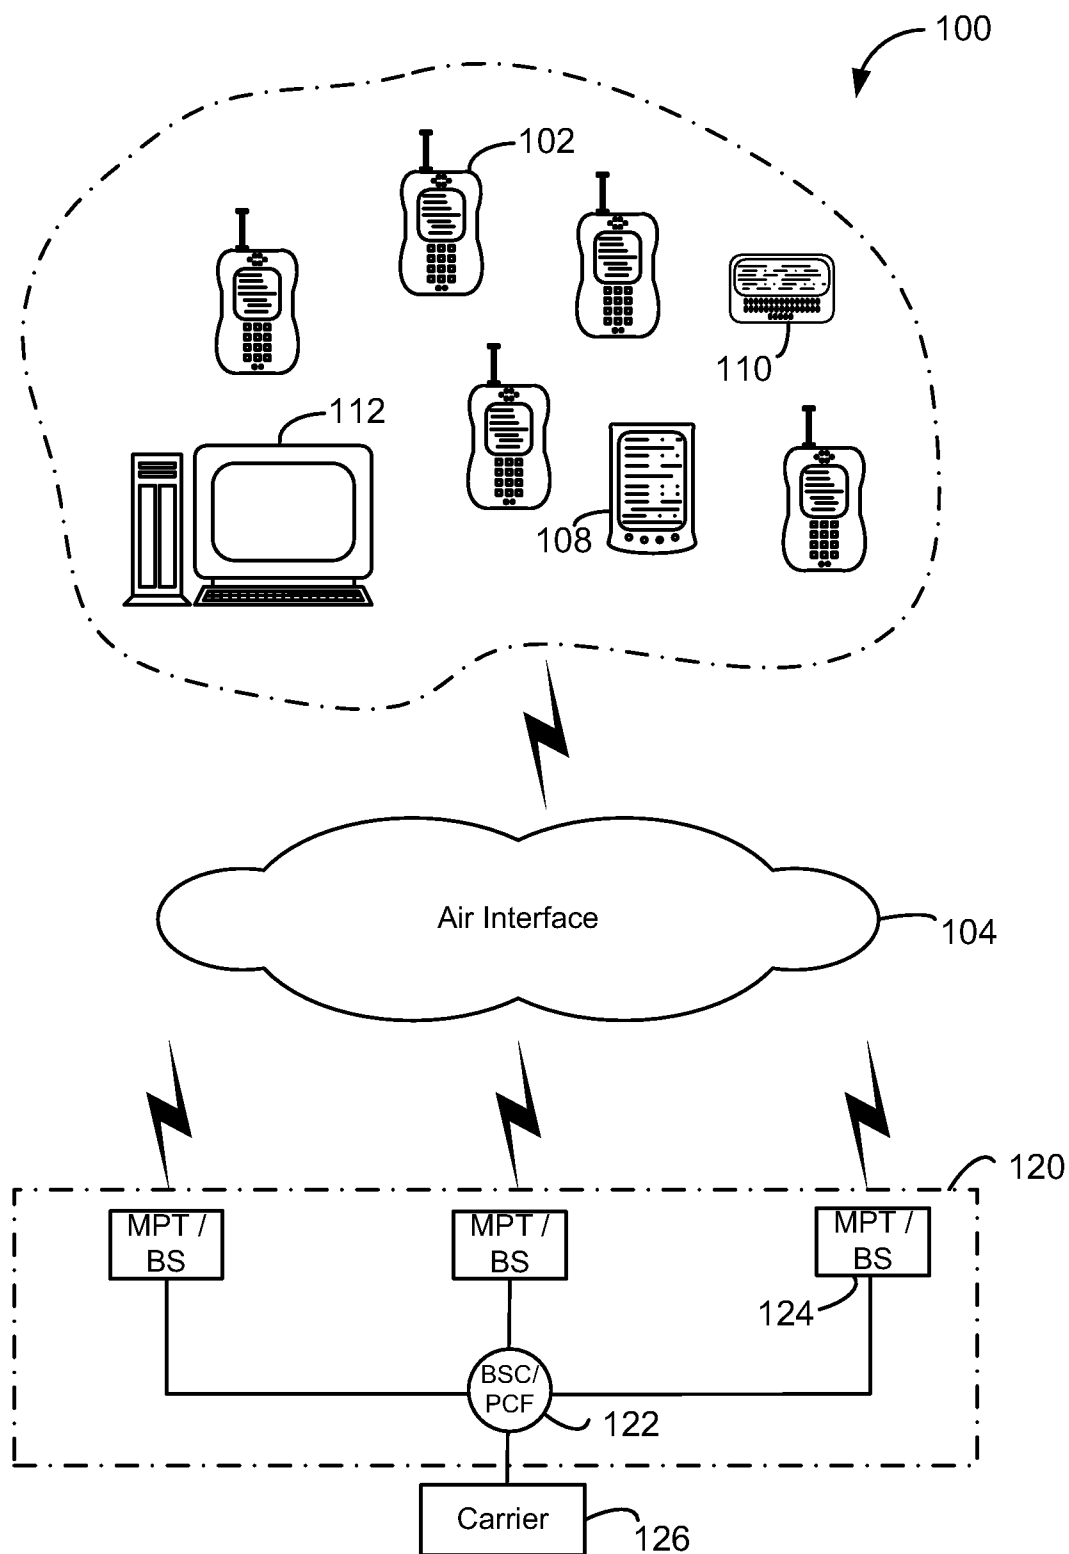 100
102
110
112
108
Air Interface
104
120
MPT /
BS
MPT /
BS
MPT /
BS
124
BSC/
PCF
122
Carrier
126